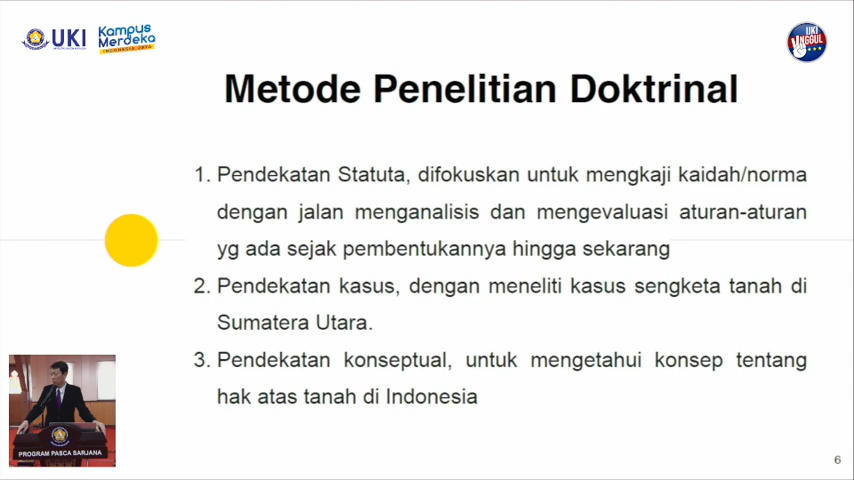 UKI
Kampus
Merdeka
INDONESIA JAYA
UKI
UNGGUL
Metode Penelitian Doktrinal
1. Pendekatan Statuta, difokuskan untuk mengkaji kaidah/norma
dengan jalan menganalisis dan mengevaluasi aturan-aturan
yg ada sejak pembentukannya hingga sekarang
2. Pendekatan kasus, dengan meneliti kasus sengketa tanah di
Sumatera Utara.
3. Pendekatan konseptual, untuk mengetahui konsep tentang
hak atas tanah di Indonesia
PROGRAM PASCA SARJANA
6